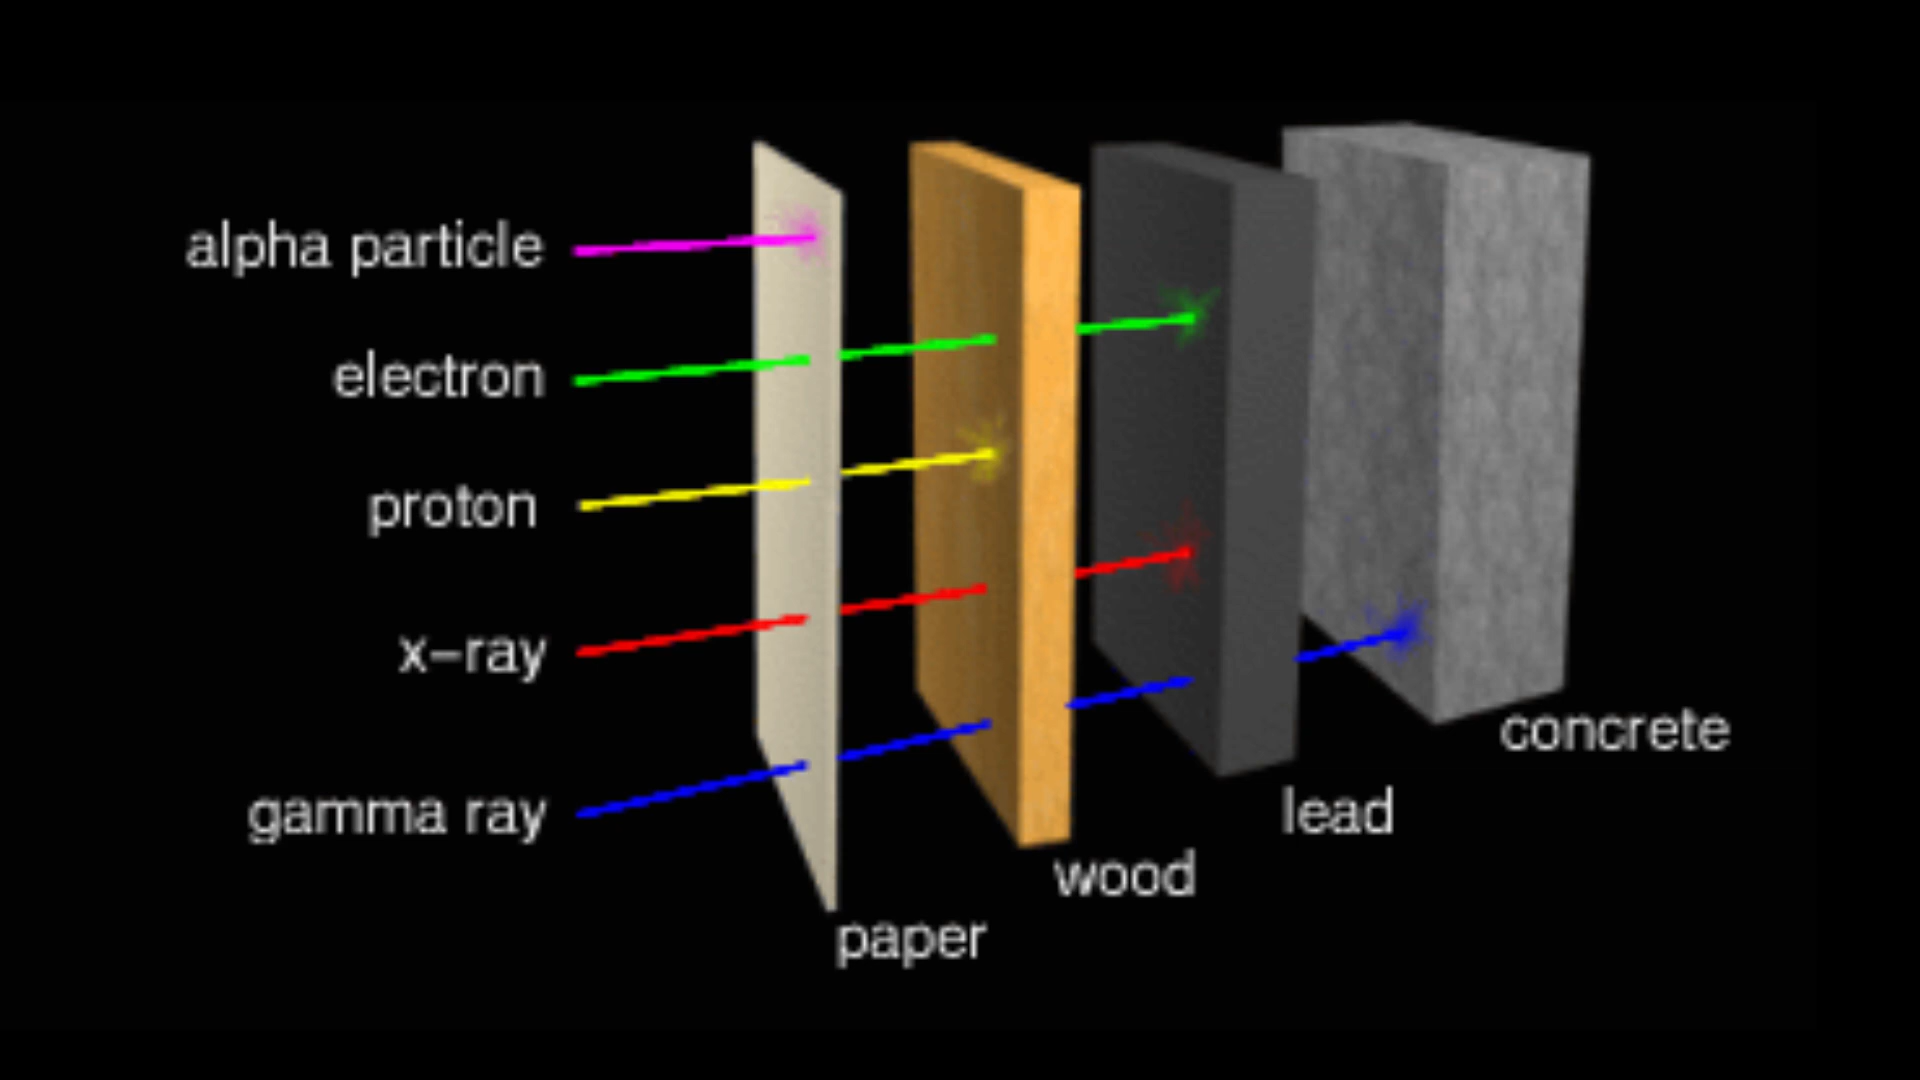 alpha particle
electron
proton
x-ray
gamma ray
concrete
lead
wood
paper